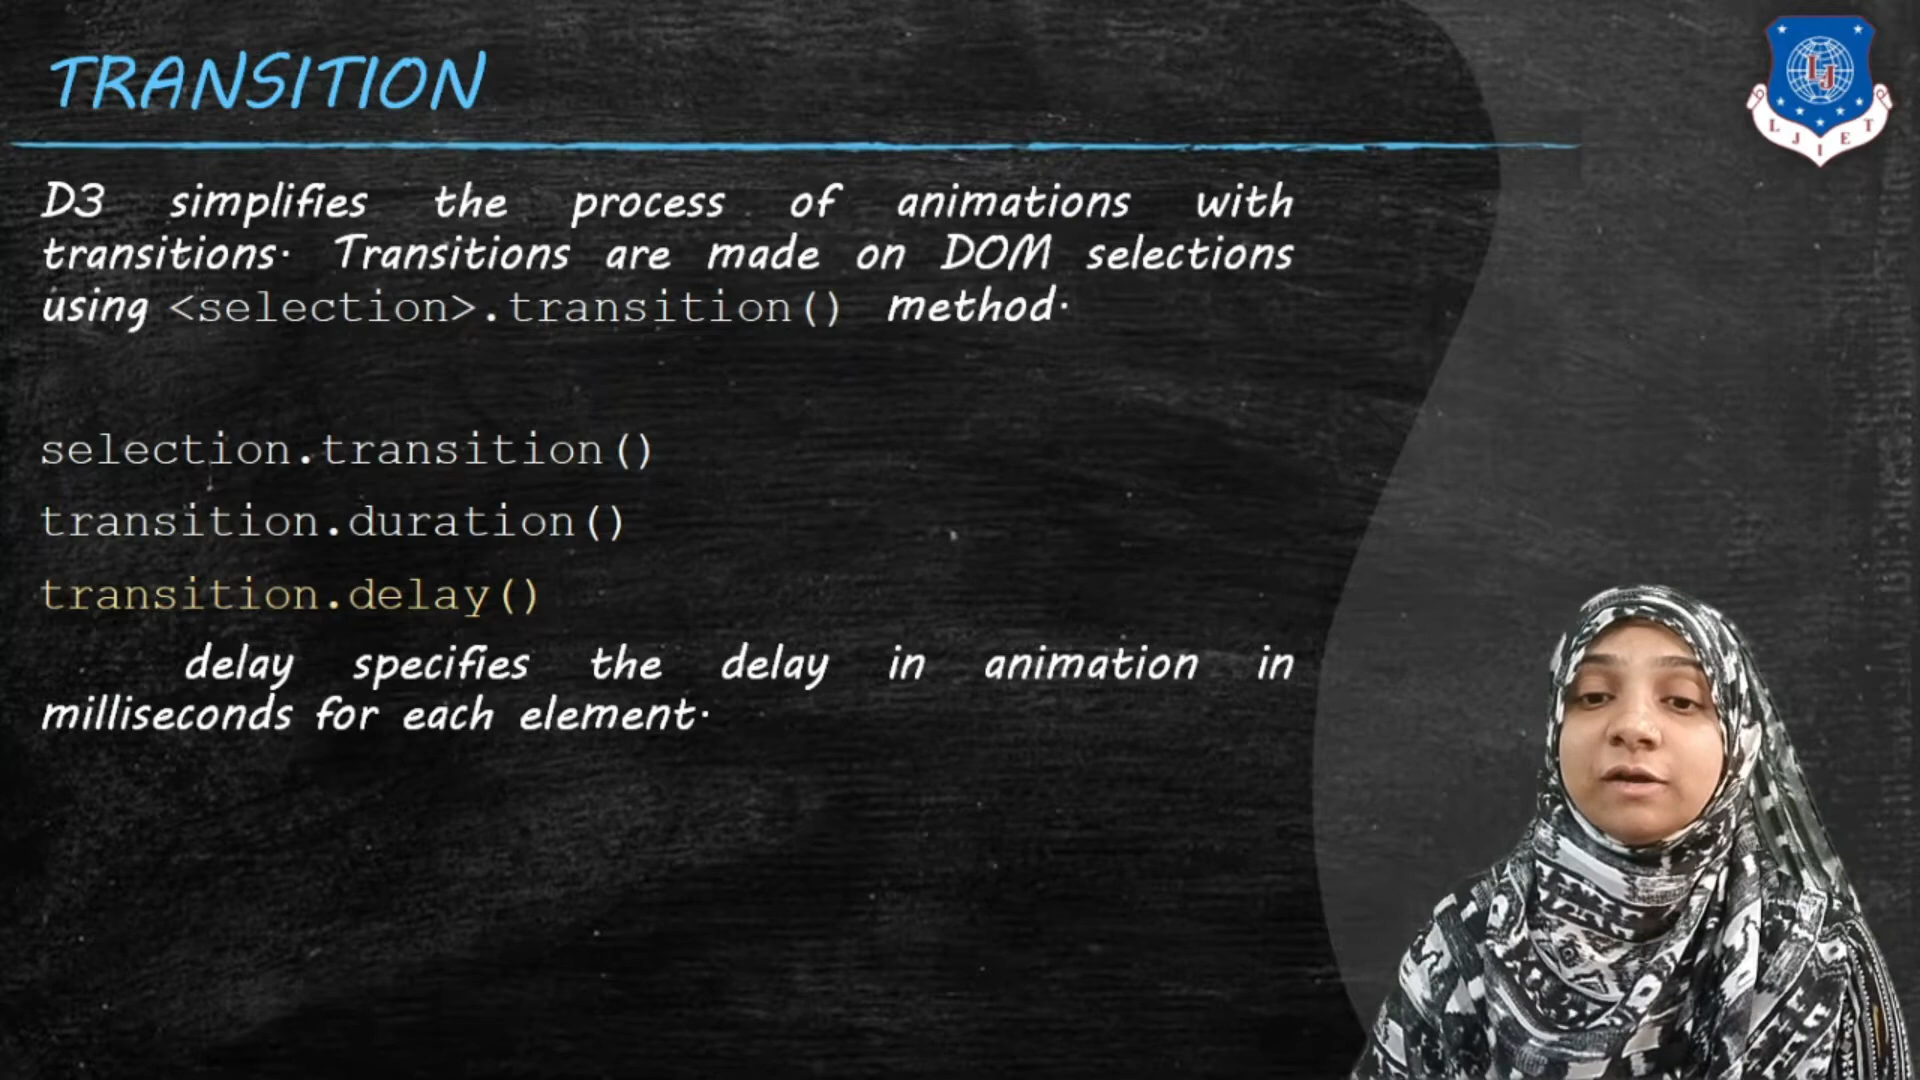 TRANSITION
D3 simplifies the process of animations with
transitions. Transitions are made on DOM selections
using <selection>.transition() method.
selection.transition()
transition.duration()
transition.delay()
delay specifies the delay in animation in
milliseconds for each element.
LJ
L J I E T